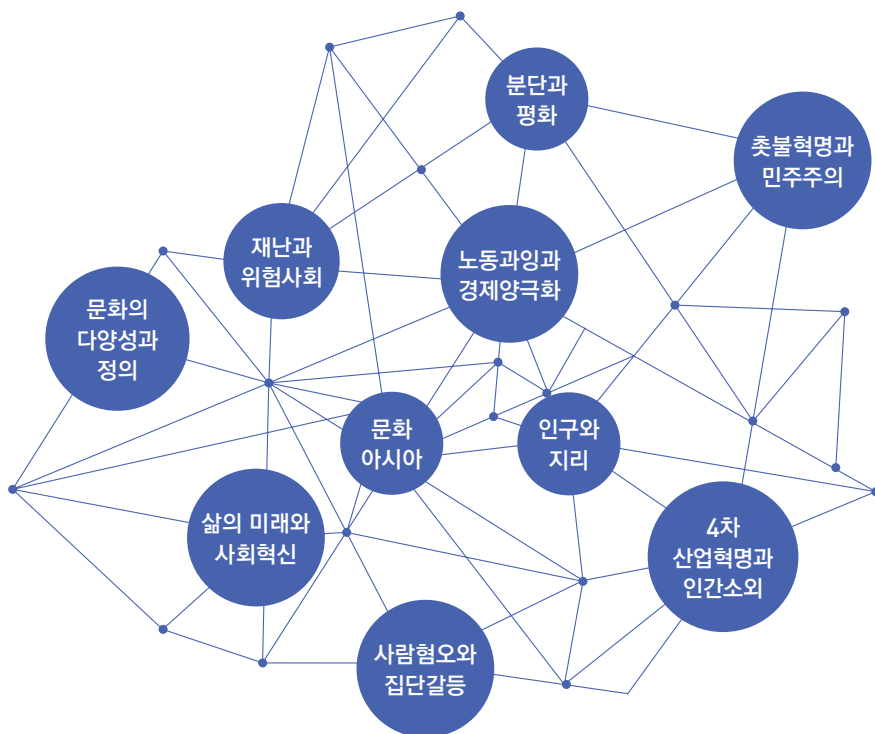 분단과
평화
촛불혁명과
민주주의
재난과
위험사회
노동과잉과
경제양극화
문화의
다양성과
정의
문화
아시아
인구와
지리
삶의 미래와
사회혁신
4차
산업혁명과
인간소외
사람혐오와
집단갈등